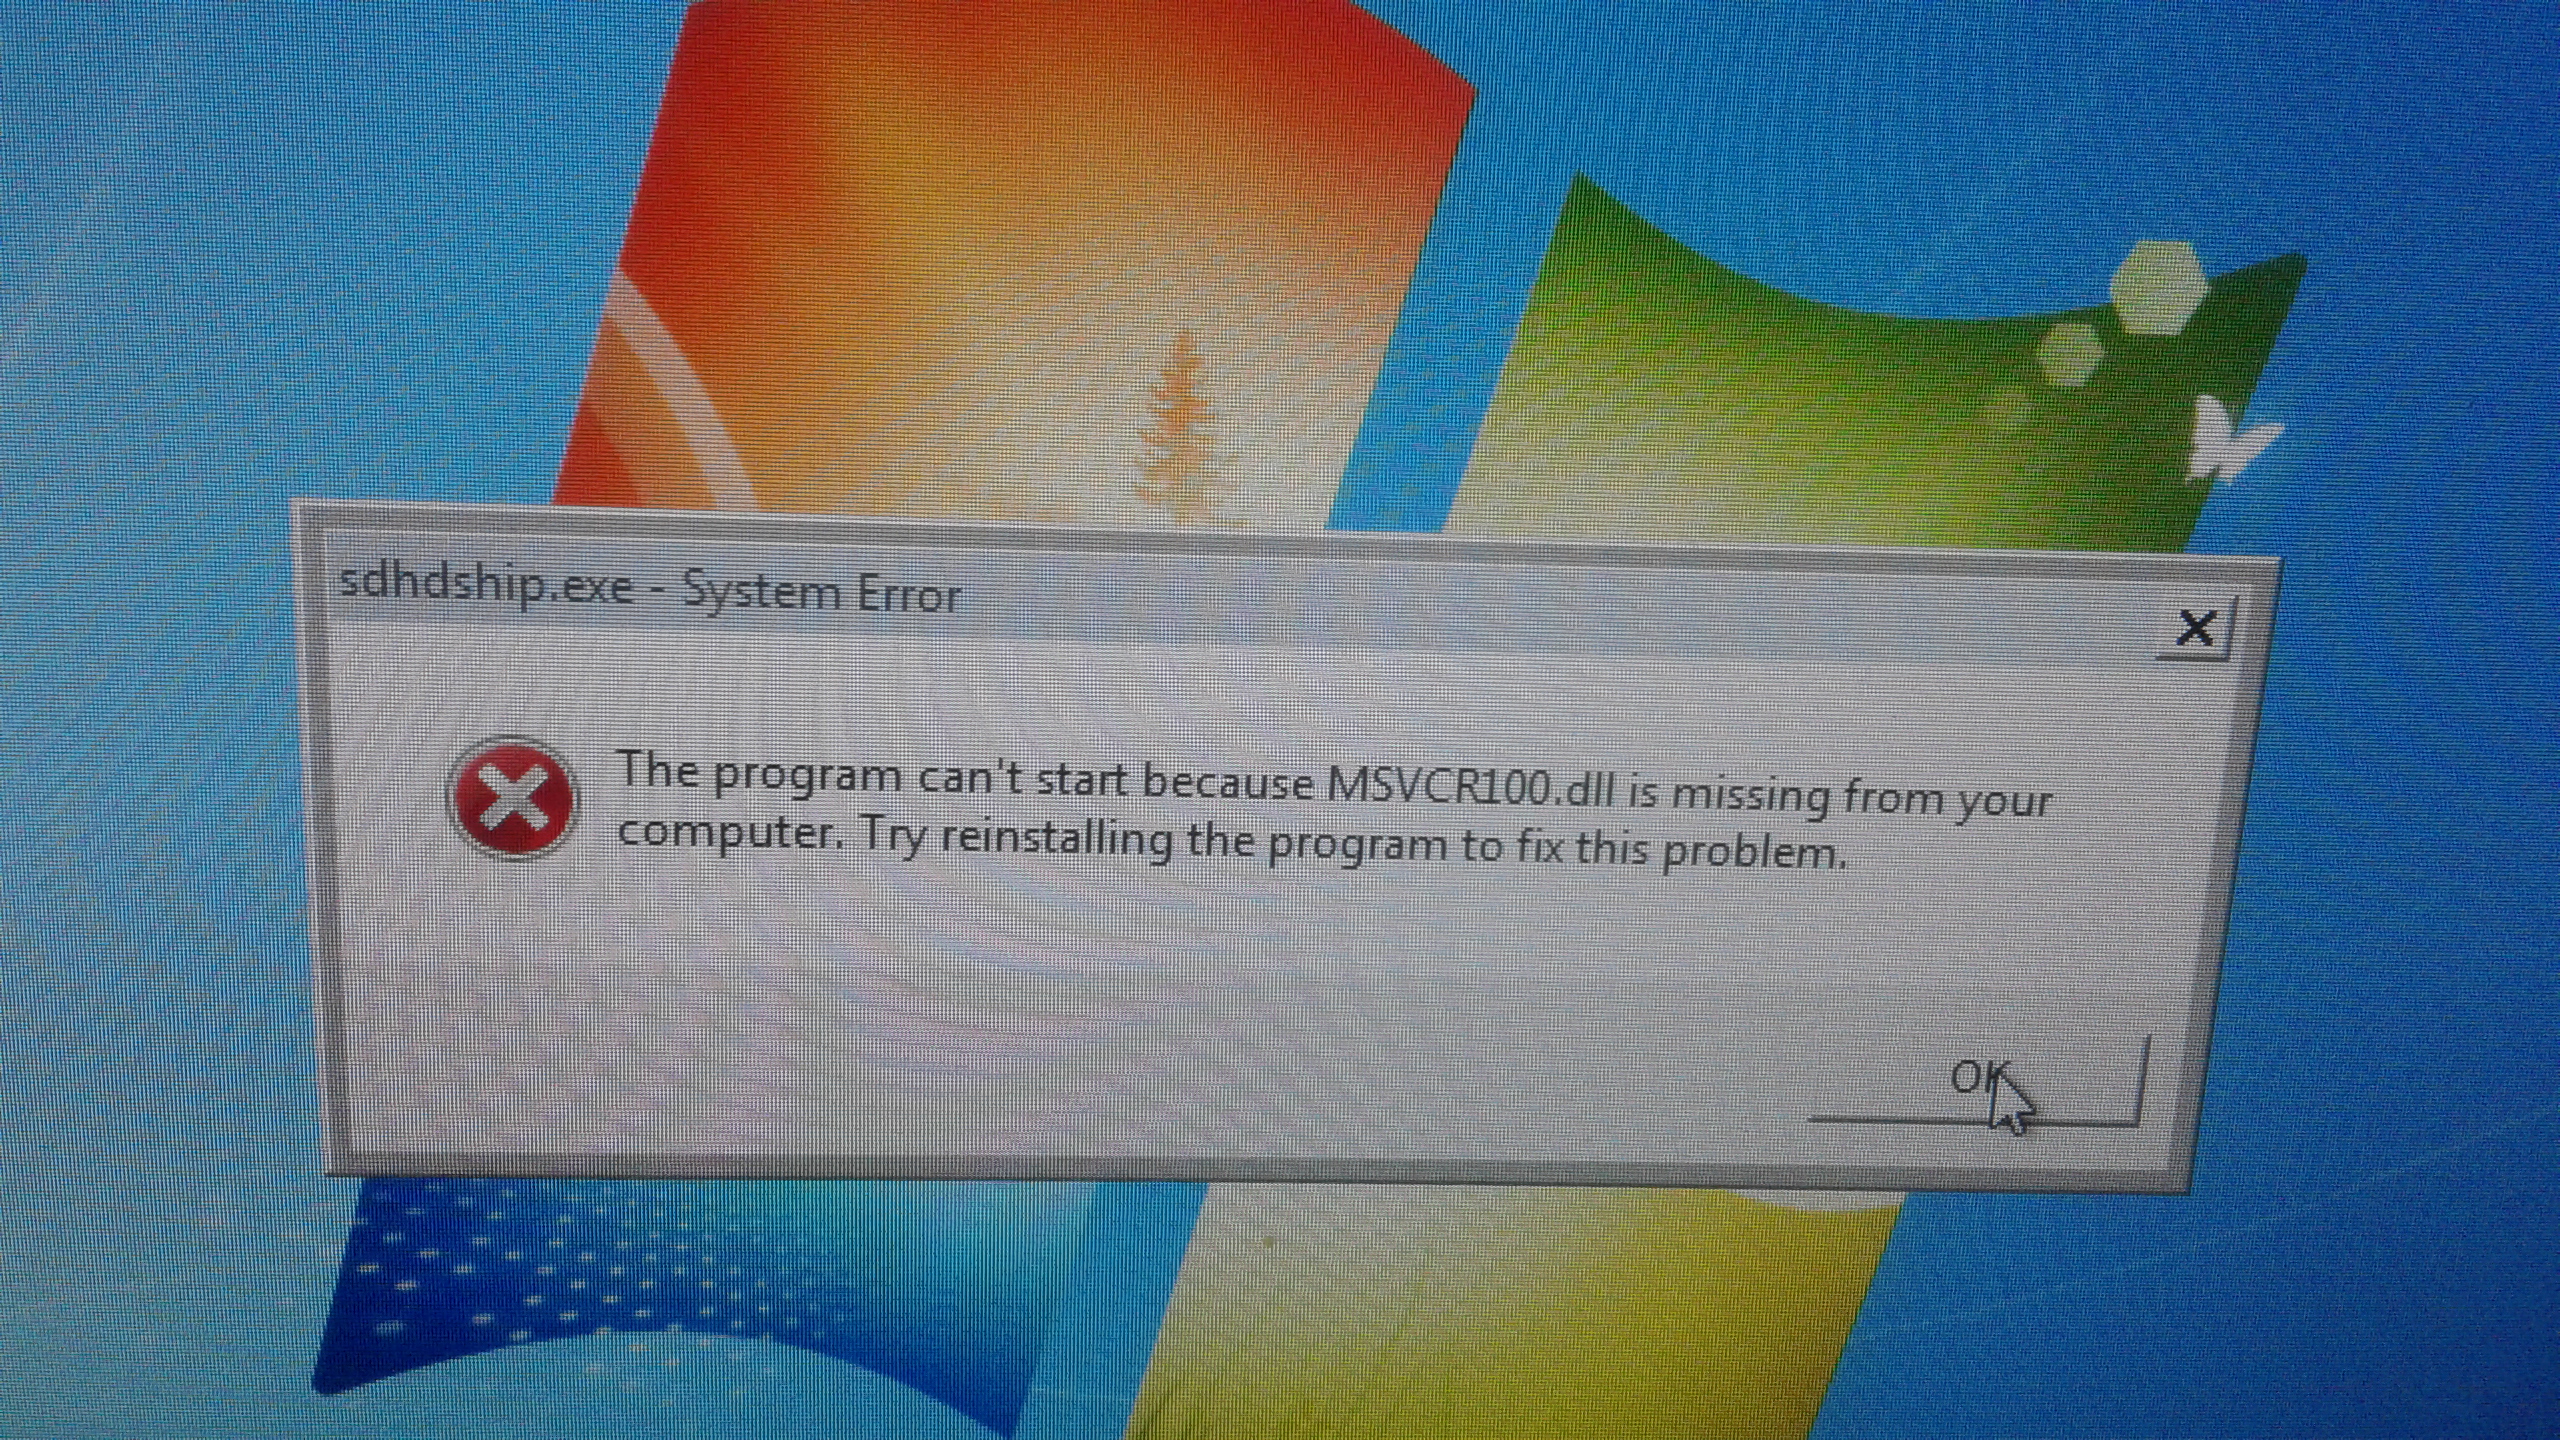 sdhdship.exe - System Error
The program can't start because MSVCR100.dll is missing from your
computer. Try reinstalling the program to fix this problem.
OK